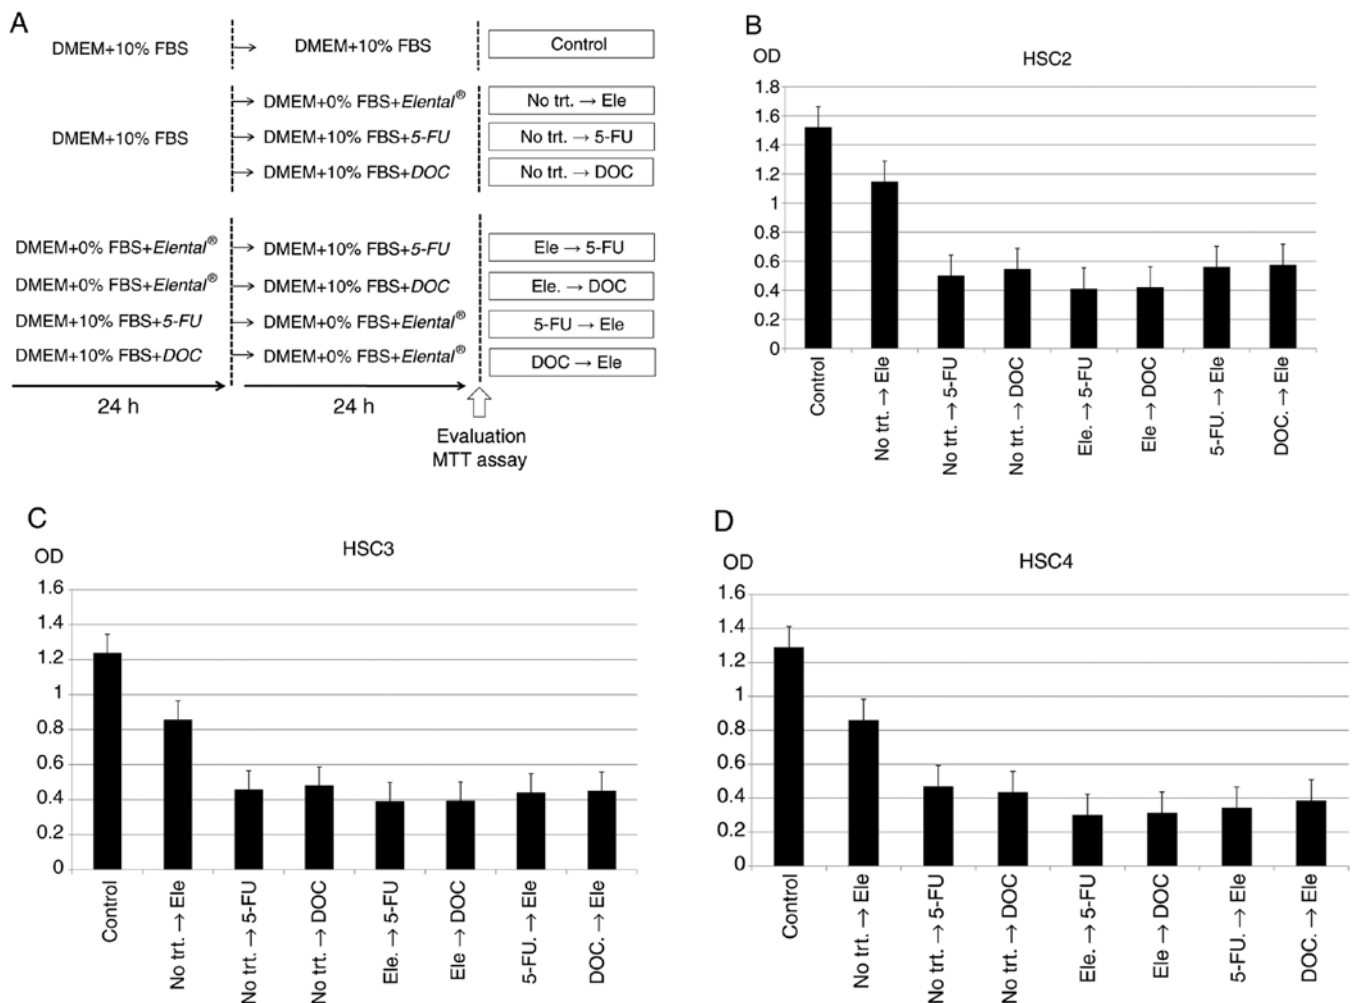 A
DMEM+10% FBS → DMEM+10% FBS Control
DMEM+0% FBS+Elental® No trt. → Ele
DMEM+10% FBS → DMEM+10% FBS+5-FU No trt. → 5-FU
DMEM+10% FBS+DOC No trt. → DOC
DMEM+0% FBS+Elental® → DMEM+10% FBS+5-FU Ele → 5-FU
DMEM+0% FBS+Elental® → DMEM+10% FBS+DOC Ele. → DOC
DMEM+10% FBS+5-FU → DMEM+0% FBS+Elental® 5-FU → Ele
DMEM+10% FBS+DOC → DMEM+0% FBS+Elental® DOC → Ele
24 h 24 h
Evaluation
MTT assay
B
OD
HSC2
1.8
1.6
1.4
1.2
1
0.8
0.6
0.4
0.2
0
Control
No trt. → Ele
No trt. → 5-FU
No trt. → DOC
Ele. → 5-FU
Ele → DOC
5-FU. → Ele
DOC. → Ele
C
OD
HSC3
1.6
1.4
1.2
1
0.8
0.6
0.4
0.2
0
Control
No trt. → Ele
No trt. → 5-FU
No trt. → DOC
Ele. → 5-FU
Ele → DOC
5-FU. → Ele
DOC. → Ele
D
OD
HSC4
1.6
1.4
1.2
1
0.8
0.6
0.4
0.2
0
Control
No trt. → Ele
No trt. → 5-FU
No trt. → DOC
Ele. → 5-FU
Ele → DOC
5-FU. → Ele
DOC. → Ele